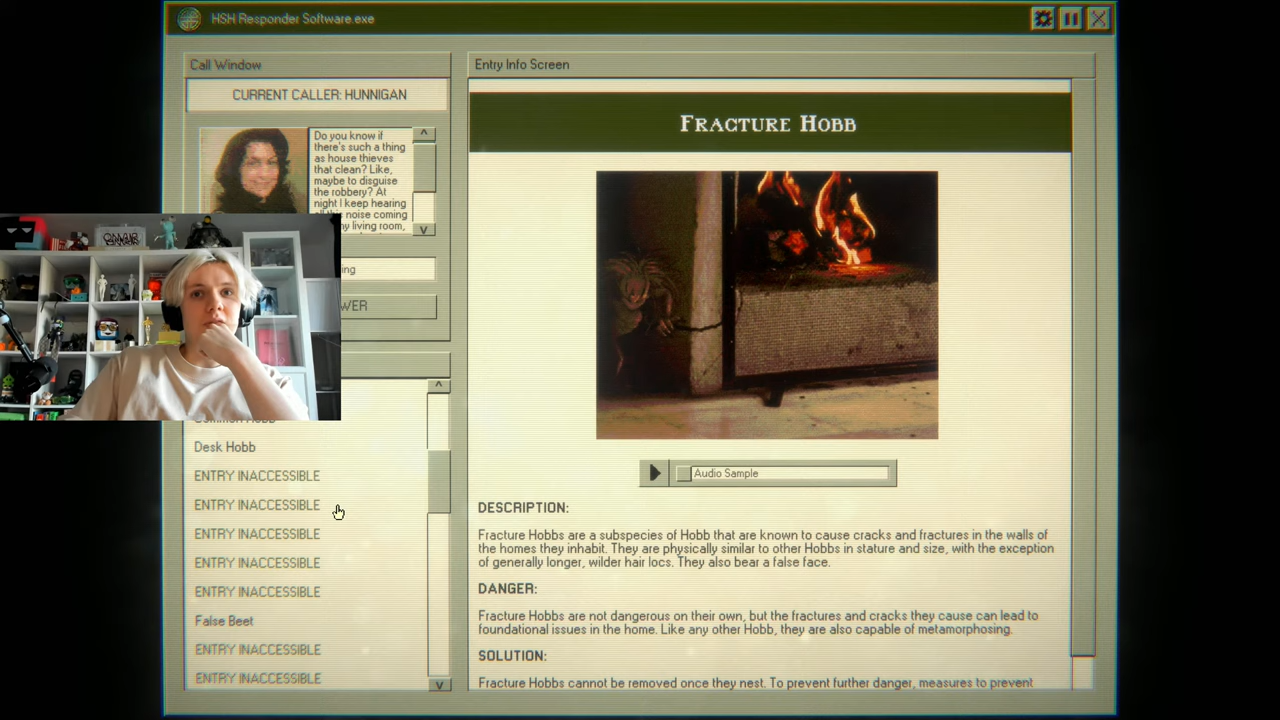 HSH Responder Software.exe
Call Window
CURRENT CALLER: HUNNIGAN
Do you know if
there's such a thing
as house thieves
that clean? Like,
maybe to disguise
the robbery? At
night I keep hearing
all this noise coming
my living room,
Desk Hobb
ENTRY INACCESSIBLE
ENTRY INACCESSIBLE
ENTRY INACCESSIBLE
ENTRY INACCESSIBLE
ENTRY INACCESSIBLE
False Beet
ENTRY INACCESSIBLE
ENTRY INACCESSIBLE
Entry Info Screen
FRACTURE HOBB
Audio Sample
DESCRIPTION:
Fracture Hobbs are a subspecies of Hobb that are known to cause cracks and fractures in the walls of
the homes they inhabit. They are physically similar to other Hobbs in stature and size, with the exception
of generally longer, wilder hair locs. They also bear a false face.
DANGER:
Fracture Hobbs are not dangerous on their own, but the fractures and cracks they cause can lead to
foundational issues in the home. Like any other Hobb, they are also capable of metamorphosing.
SOLUTION:
Fracture Hobbs cannot be removed once they nest. To prevent further danger, measures to prevent